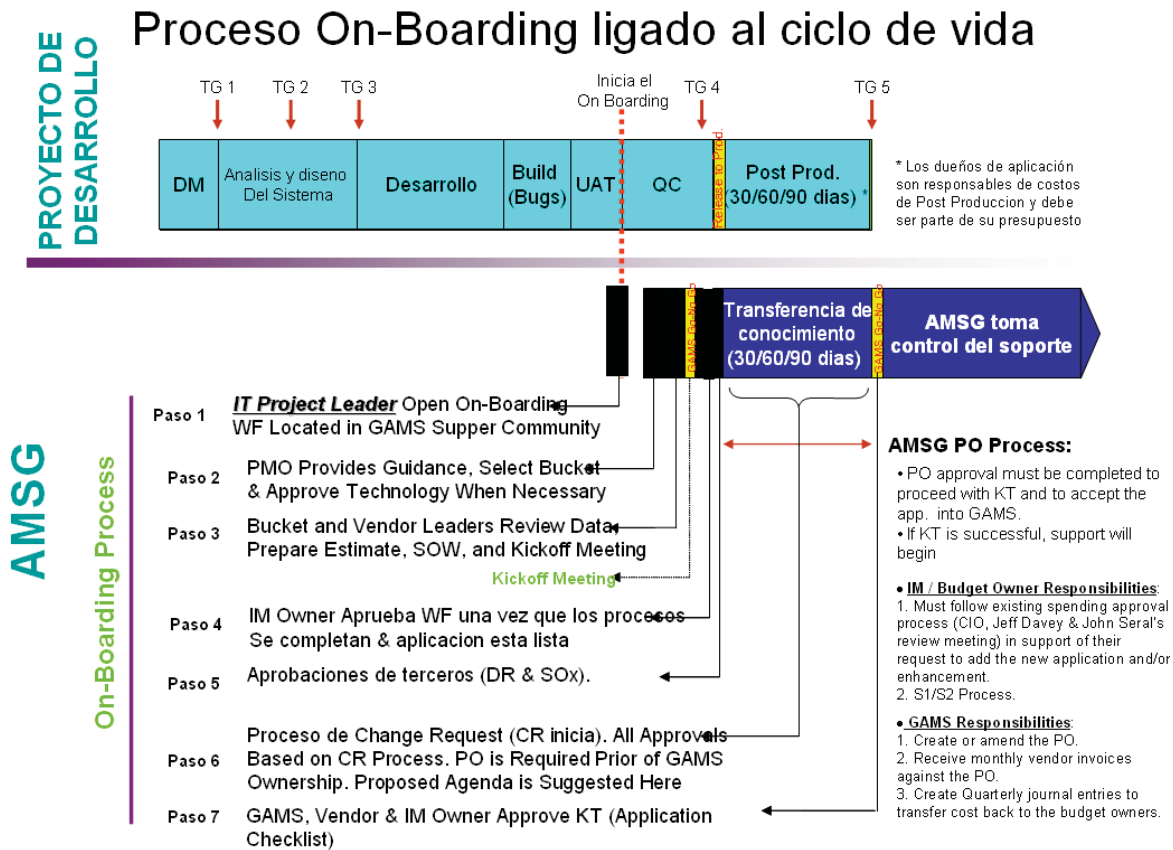 Proceso On-Boarding ligado al ciclo de vida
PROYECTO DE
DESARROLLO
TG 1
TG 2
TG 3
Inicia el
On Boarding
TG 4
TG 5
DM
Analisis y diseno
Del Sistema
Desarrollo
Build
(Bugs)
UAT
QC
Release to Prod.
Post Prod.
(30/60/90 dias) *
* Los dueños de aplicación
son responsables de costos
de Post Produccion y debe
ser parte de su presupuesto
GAMS Go-No Go
Transferencia de
conocimiento
(30/60/90 dias)
GAMS Go-No Go
AMSG toma
control del soporte
AMSG
On-Boarding Process
Paso 1
IT Project Leader Open On-Boarding
WF Located in GAMS Supper Community
Paso 2
PMO Provides Guidance, Select Bucket
& Approve Technology When Necessary
Paso 3
Bucket and Vendor Leaders Review Data
Prepare Estimate, SOW, and Kickoff Meeting
Kickoff Meeting
Paso 4
IM Owner Aprueba WF una vez que los procesos
Se completan & aplicacion esta lista
Paso 5
Aprobaciones de terceros (DR & SOx).
Paso 6
Proceso de Change Request (CR inicia). All Approvals
Based on CR Process. PO is Required Prior of GAMS
Ownership. Proposed Agenda is Suggested Here
Paso 7
GAMS, Vendor & IM Owner Approve KT (Application
Checklist)
AMSG PO Process:
• PO approval must be completed to
proceed with KT and to accept the
app. into GAMS.
• If KT is successful, support will
begin
• IM / Budget Owner Responsibilities:
1. Must follow existing spending approval
process (CIO, Jeff Davey & John Seral's
review meeting) in support of their
request to add the new application and/or
enhancement.
2. S1/S2 Process.
• GAMS Responsibilities:
1. Create or amend the PO.
2. Receive monthly vendor invoices
against the PO.
3. Create Quarterly journal entries to
transfer cost back to the budget owners.